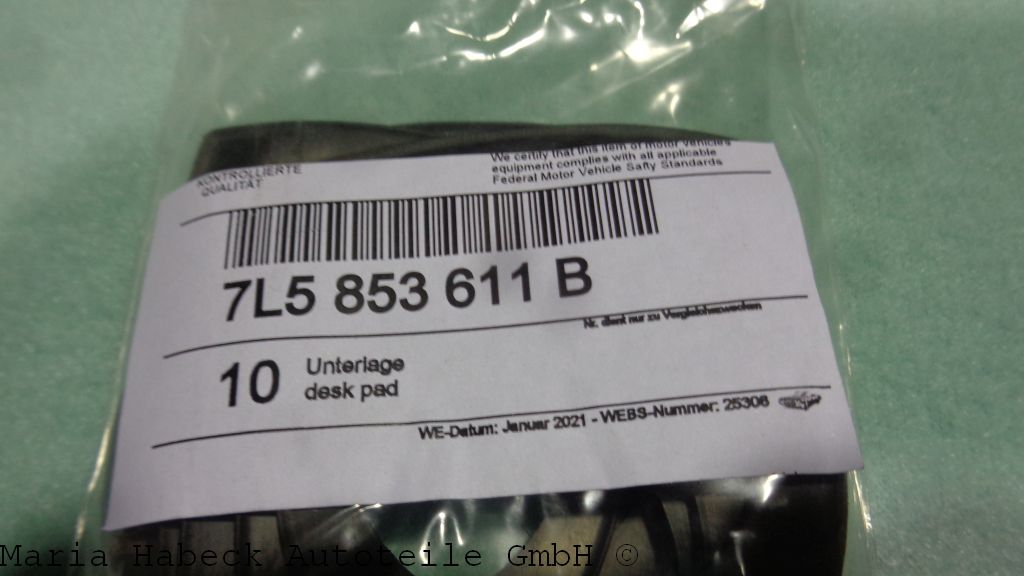 KONTROLLIERTE
QUALITÄT
We certify that this item of motor vehicles
equipment complies with all applicable
Federal Motor Vehicle Safty Standards
7L5 853 611 B
Nr. dient nur zu Vergleichszwecken
10
Unterlage
desk pad
WE-Datum: Januar 2021 - WEBS-Nummer: 25306
Maria Habeck Autoteile GmbH ©